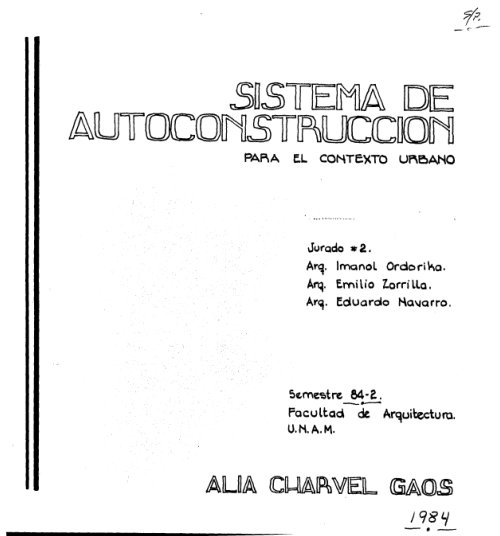 S/P.
SISTEMA DE
AUTOCONSTRUCCION
PARA EL CONTEXTO URBANO
Jurado #2.
Arq. Imanol Ordorika.
Arq. Emilio Zorrilla.
Arq. Eduardo Navarro.
Semestre 84-2.
Facultad de Arquitectura.
U.N.A.M.
ALIA CHARVEL GAOS
1984